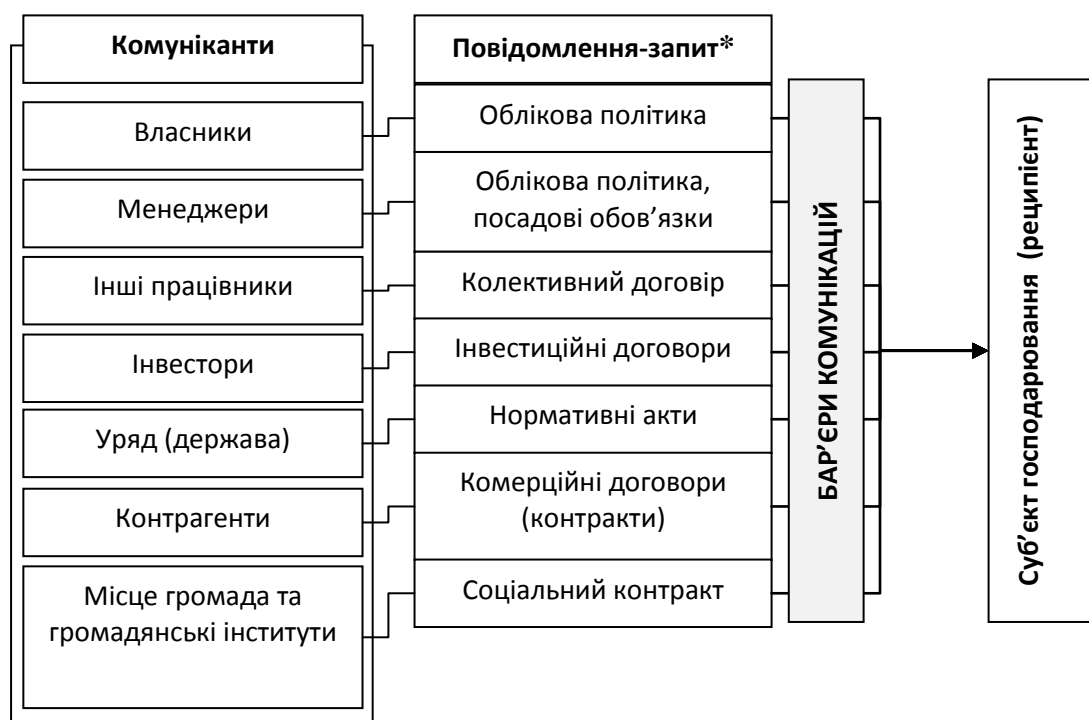 Комуніканти
Власники
Менеджери
Інші працівники
Інвестори
Уряд (держава)
Контрагенти
Місце громада та
громадянські інститути
Повідомлення-запит*
Облікова політика
Облікова політика,
посадові обов’язки
Колективний договір
Інвестиційні договори
Нормативні акти
Комерційні договори
(контракти)
Соціальний контракт
БАР’ЄРИ КОМУНІКАЦІЙ
Суб’єкт господарювання (реципієнт)